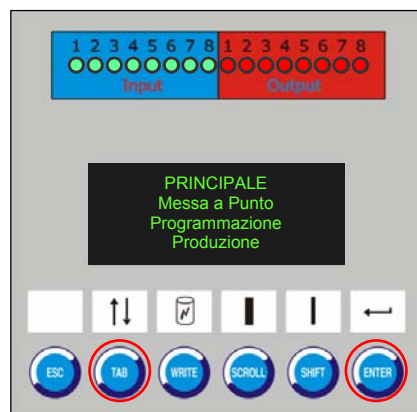 1 2 3 4 5 6 7 8 1 2 3 4 5 6 7 8
Input Output
PRINCIPALE
Messa a Punto
Programmazione
Produzione
ESC TAB WRITE SCROLL SHIFT ENTER